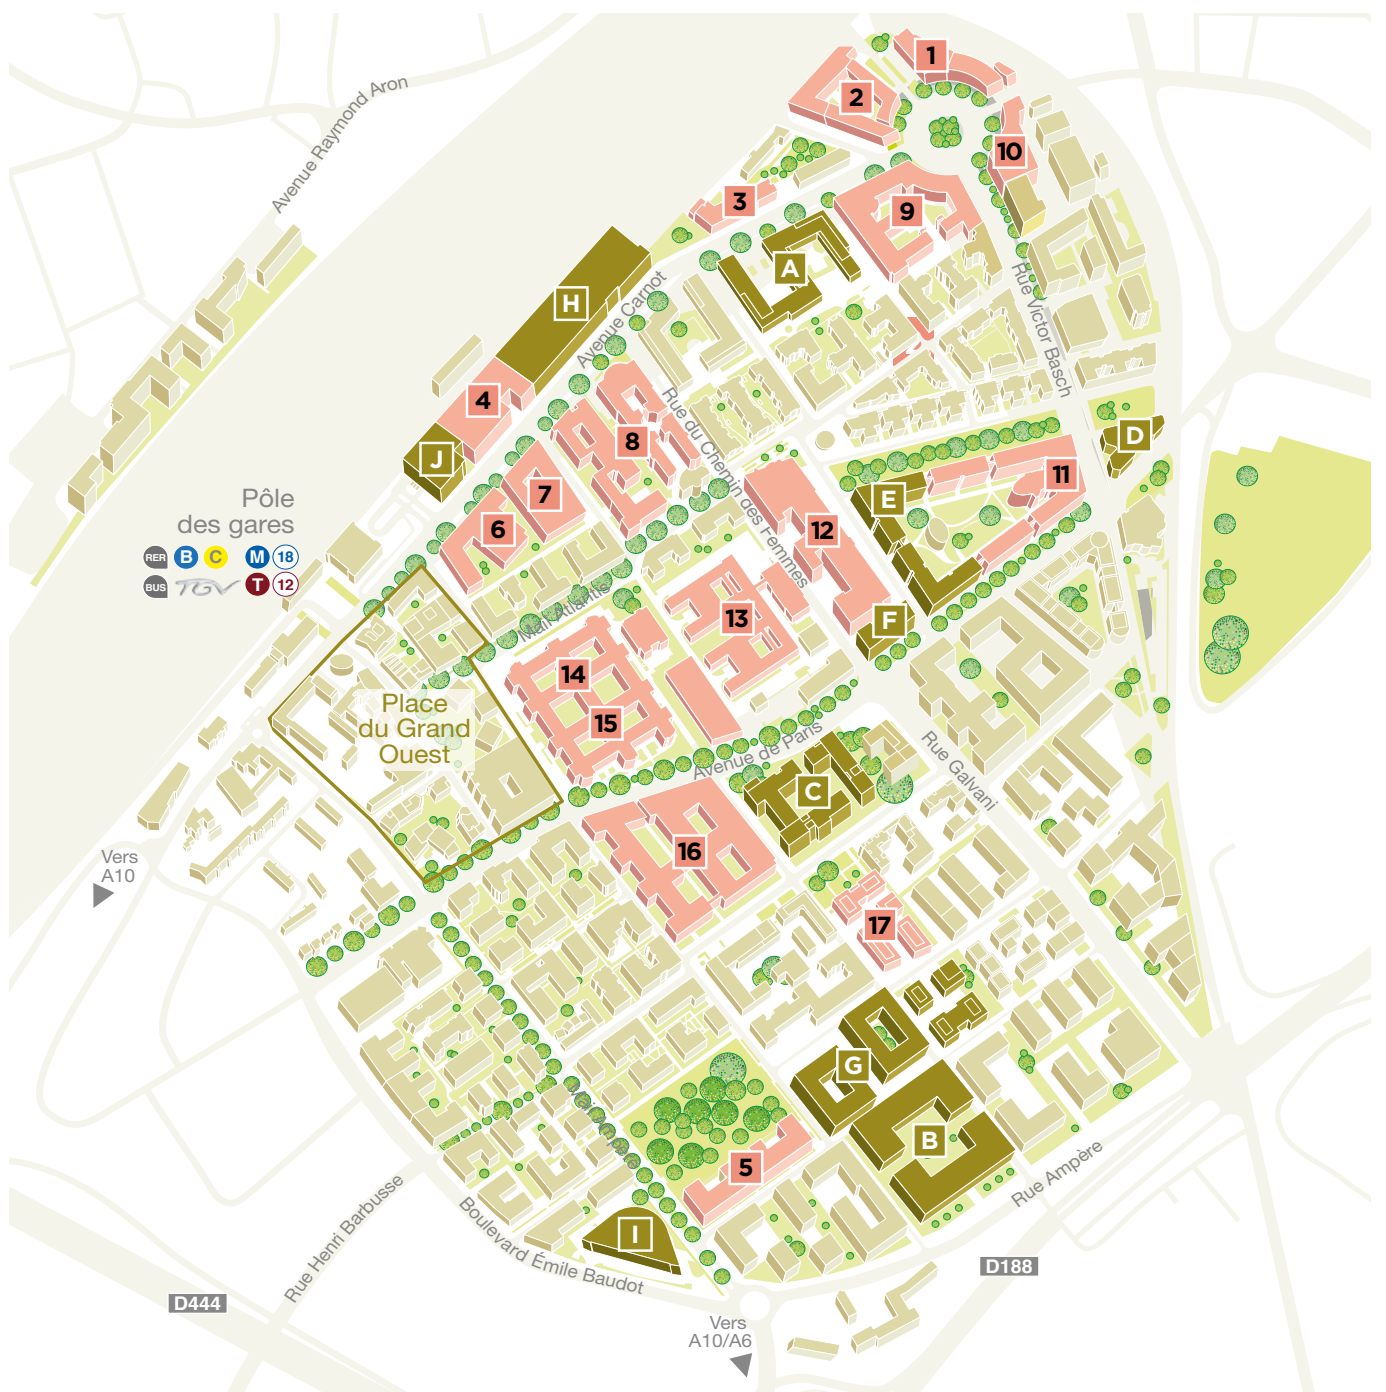 1
2
Avenue Raymond Aron
10
3
9
A
H
Avenue Carnot
Rue Victor Basch
4
8
Rue du Chemin des Femmes
D
J
11
7
E
Pôle
des gares
6
12
RER B C M 18
BUS TGV T 12
Mail Atlantis
13
F
14
Place
du Grand
Ouest
15
Avenue de Paris
Rue Galvani
C
16
Vers
A10
17
G
Mail Ampère
B
5
Rue Ampère
Rue Henri Barbusse
Boulevard Émile Baudot
I
D188
D444
Vers
A10/A6